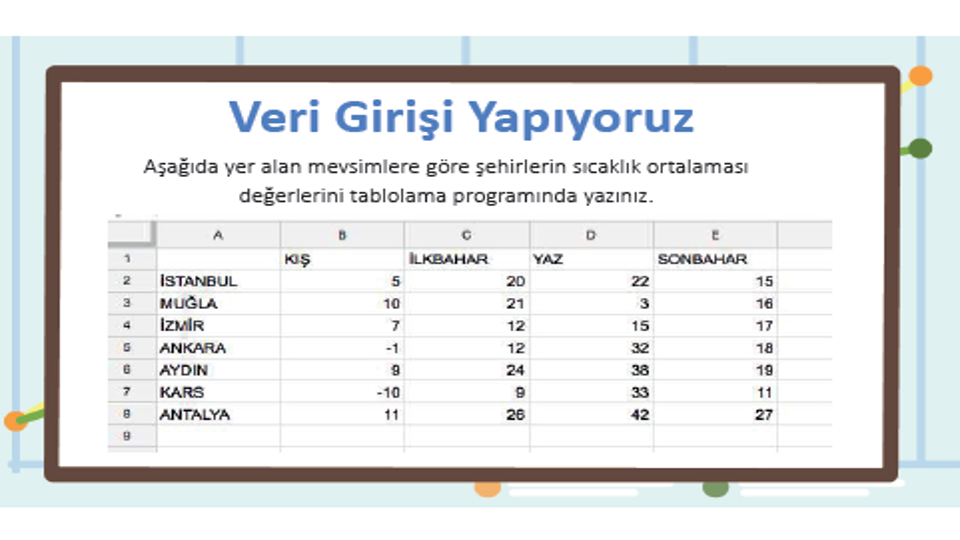 Veri Girişi Yapıyoruz
Aşağıda yer alan mevsimlere göre şehirlerin sıcaklık ortalaması
değerlerini tablolama programında yazınız.
A B C D E
1 KIŞ İLKBAHAR YAZ SONBAHAR
2 İSTANBUL 5 20 22 15
3 MUĞLA 10 21 3 16
4 İZMİR 7 12 15 17
5 ANKARA -1 12 32 18
6 AYDIN 9 24 38 19
7 KARS -10 9 33 11
8 ANTALYA 11 26 42 27
9